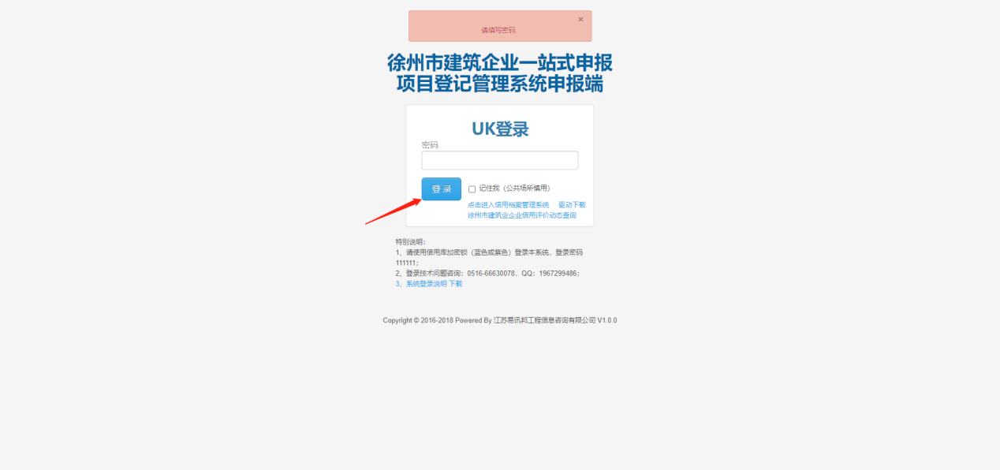 ×
请填写密码.
徐州市建筑企业一站式申报
项目登记管理系统申报端
UK登录
密码
登 录 记住我（公共场所慎用）
点击进入信用档案管理系统 驱动下载
徐州市建筑业企业信用评价动态查询
特别说明：
1、请使用信用库加密锁（蓝色或紫色）登录本系统，登录密码
111111；
2、登录技术问题咨询：0516-66630078，QQ：1967299486；
3、系统登录说明 下载
Copyright © 2016-2018 Powered By 江苏易讯邦工程信息咨询有限公司 V1.0.0